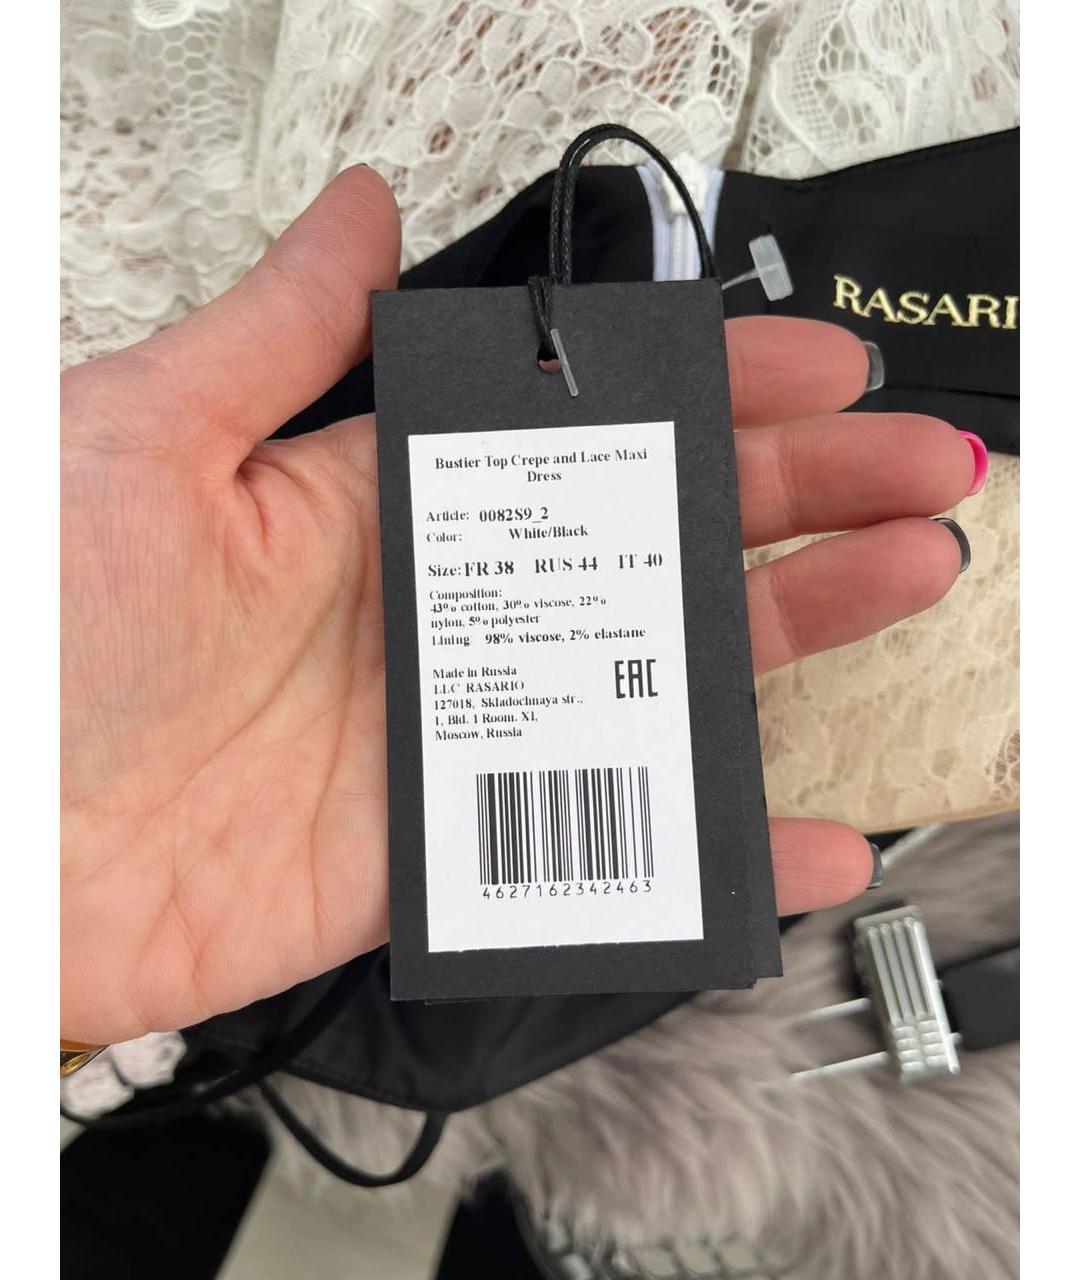 RASARI
Bustier Top Crepe and Lace Maxi
Dress
Article: 0082S9_2
Color: White/Black
Size: FR 38 RUS 44 IT 40
Composition:
43% cotton, 30% viscose, 22%
nylon, 5% polyester
Lining 98% viscose, 2% elastane
Made in Russia
LLC RASARIO
127018, Skladochnaya str.,
1, Bld. 1 Room. XI,
Moscow, Russia
EAC
4627162342463